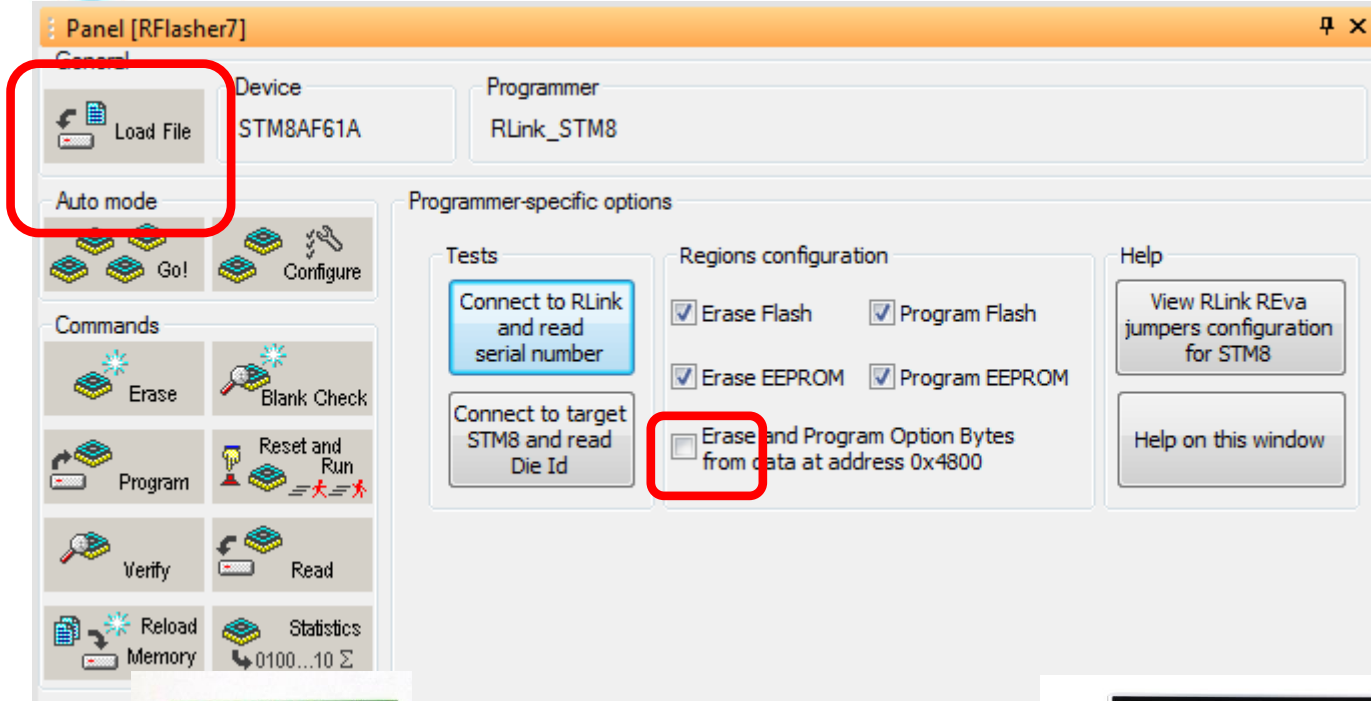 Panel [RFlasher7]
General
Load File
Device
STM8AF61A
Programmer
RLink_STM8
Auto mode
Go!
Configure
Commands
Erase
Blank Check
Program
Reset and
Run
Verify
Read
Reload
Memory
Statistics
0100...10 Σ
Programmer-specific options
Tests
Connect to RLink
and read
serial number
Connect to target
STM8 and read
Die Id
Regions configuration
Erase Flash
Program Flash
Erase EEPROM
Program EEPROM
Erase and Program Option Bytes
from data at address 0x4800
Help
View RLink REva
jumpers configuration
for STM8
Help on this window